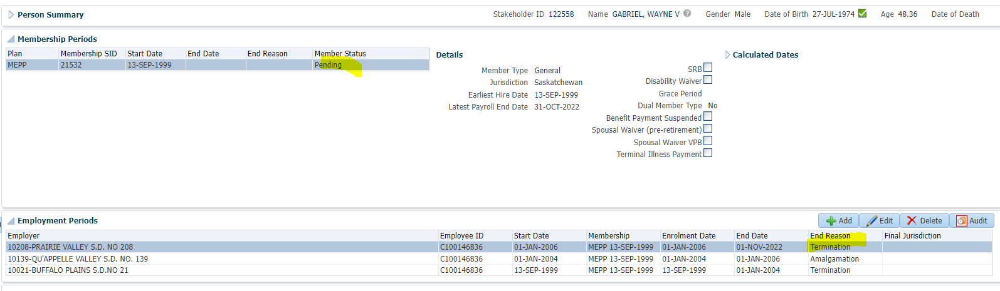 Person Summary Stakeholder ID 122558 Name GABRIEL, WAYNE V Gender Male Date of Birth 27-JUL-1974 Age 48.36 Date of Death
Membership Periods
Plan Membership SID Start Date End Date End Reason Member Status
MEPP 21532 13-SEP-1999 Pending
Details
Member Type General
Jurisdiction Saskatchewan
Earliest Hire Date 13-SEP-1999
Latest Payroll End Date 31-OCT-2022
SRB
Disability Waiver
Grace Period
Dual Member Type No
Benefit Payment Suspended
Spousal Waiver (pre-retirement)
Spousal Waiver VPB
Terminal Illness Payment
Calculated Dates
Employment Periods Add Edit Delete Audit
Employer Employee ID Start Date Membership Enrolment Date End Date End Reason Final Jurisdiction
10208-PRAIRIE VALLEY S.D. NO 208 C100146836 01-JAN-2006 MEPP 13-SEP-1999 01-JAN-2006 01-NOV-2022 Termination
10139-QU'APPELLE VALLEY S.D. NO. 139 C100146836 01-JAN-2004 MEPP 13-SEP-1999 01-JAN-2004 01-JAN-2006 Amalgamation
10021-BUFFALO PLAINS S.D.NO 21 C100146836 13-SEP-1999 MEPP 13-SEP-1999 13-SEP-1999 01-JAN-2004 Termination